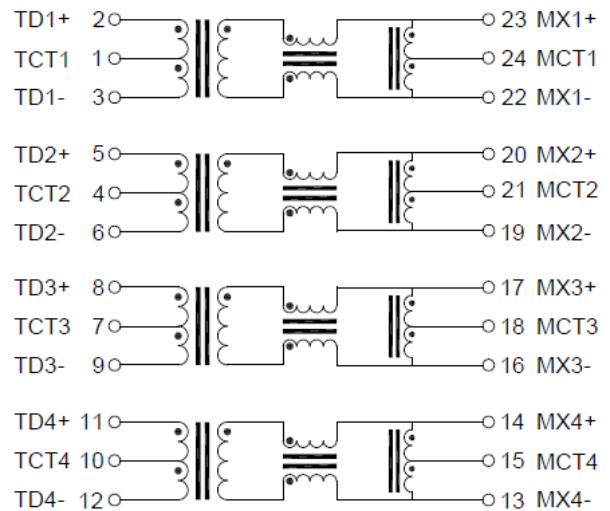 TD1+ 2 23 MX1+
TCT1 1 24 MCT1
TD1- 3 22 MX1-
TD2+ 5 20 MX2+
TCT2 4 21 MCT2
TD2- 6 19 MX2-
TD3+ 8 17 MX3+
TCT3 7 18 MCT3
TD3- 9 16 MX3-
TD4+ 11 14 MX4+
TCT4 10 15 MCT4
TD4- 12 13 MX4-